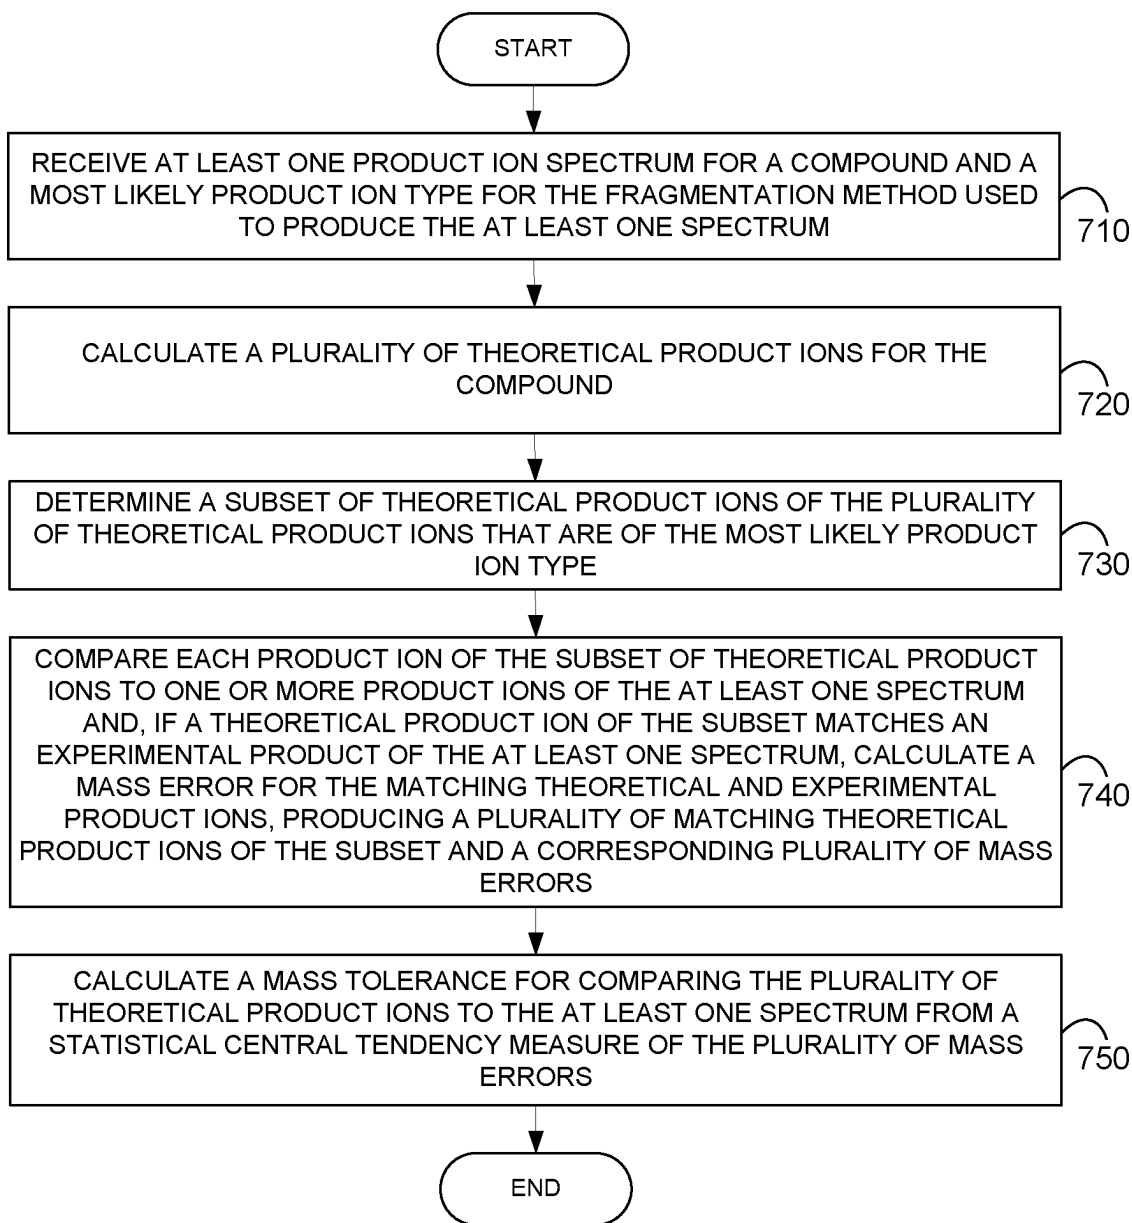 START
RECEIVE AT LEAST ONE PRODUCT ION SPECTRUM FOR A COMPOUND AND A
MOST LIKELY PRODUCT ION TYPE FOR THE FRAGMENTATION METHOD USED
TO PRODUCE THE AT LEAST ONE SPECTRUM
710
CALCULATE A PLURALITY OF THEORETICAL PRODUCT IONS FOR THE
COMPOUND
720
DETERMINE A SUBSET OF THEORETICAL PRODUCT IONS OF THE PLURALITY
OF THEORETICAL PRODUCT IONS THAT ARE OF THE MOST LIKELY PRODUCT
ION TYPE
730
COMPARE EACH PRODUCT ION OF THE SUBSET OF THEORETICAL PRODUCT
IONS TO ONE OR MORE PRODUCT IONS OF THE AT LEAST ONE SPECTRUM
AND, IF A THEORETICAL PRODUCT ION OF THE SUBSET MATCHES AN
EXPERIMENTAL PRODUCT OF THE AT LEAST ONE SPECTRUM, CALCULATE A
MASS ERROR FOR THE MATCHING THEORETICAL AND EXPERIMENTAL
PRODUCT IONS, PRODUCING A PLURALITY OF MATCHING THEORETICAL
PRODUCT IONS OF THE SUBSET AND A CORRESPONDING PLURALITY OF MASS
ERRORS
740
CALCULATE A MASS TOLERANCE FOR COMPARING THE PLURALITY OF
THEORETICAL PRODUCT IONS TO THE AT LEAST ONE SPECTRUM FROM A
STATISTICAL CENTRAL TENDENCY MEASURE OF THE PLURALITY OF MASS
ERRORS
750
END